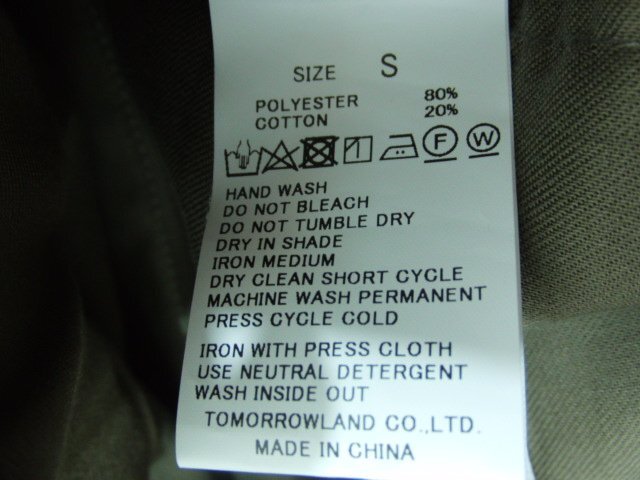 SIZE S
POLYESTER 80%
COTTON 20%
F W
HAND WASH
DO NOT BLEACH
DO NOT TUMBLE DRY
DRY IN SHADE
IRON MEDIUM
DRY CLEAN SHORT CYCLE
MACHINE WASH PERMANENT
PRESS CYCLE COLD
IRON WITH PRESS CLOTH
USE NEUTRAL DETERGENT
WASH INSIDE OUT
TOMORROWLAND CO.,LTD.
MADE IN CHINA